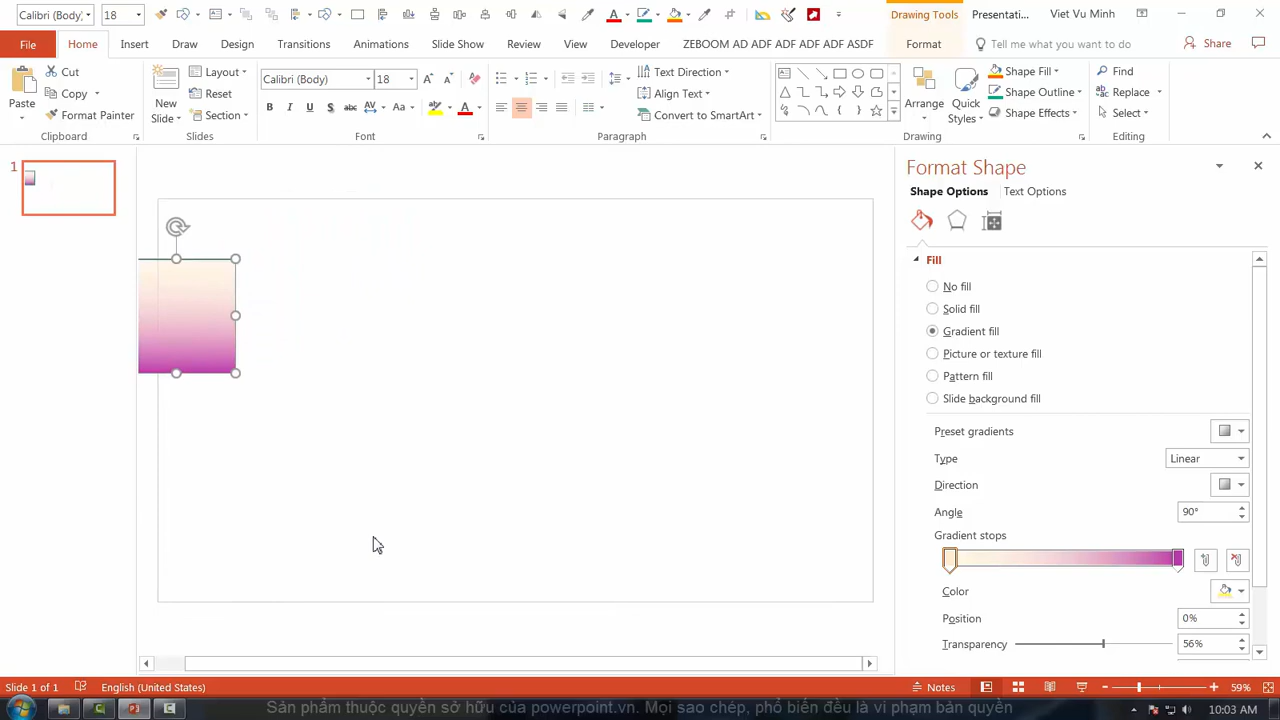 Calibri (Body)
18
Drawing Tools
Presentati...
Viet Vu Minh
File
Home
Insert
Draw
Design
Transitions
Animations
Slide Show
Review
View
Developer
ZEBOOM AD ADF ADF ADF ASDF
Format
Tell me what you want to do
Share
Paste
Cut
Copy
Format Painter
Clipboard
New Slide
Layout
Reset
Section
Slides
Calibri (Body)
18
B I U S abc AV Aa A
Font
Text Direction
Align Text
Convert to SmartArt
Paragraph
Arrange
Quick Styles
Shape Fill
Shape Outline
Shape Effects
Drawing
Find
Replace
Select
Editing
1
Format Shape
Shape Options
Text Options
Fill
No fill
Solid fill
Gradient fill
Picture or texture fill
Pattern fill
Slide background fill
Preset gradients
Type
Linear
Direction
Angle
90°
Gradient stops
Color
Position
0%
Transparency
56%
Slide 1 of 1
English (United States)
Notes
59%
Sản phẩm thuộc quyền sở hữu của powerpoint.vn. Mọi sao chép, phổ biến đều là vi phạm bản quyền
10:03 AM